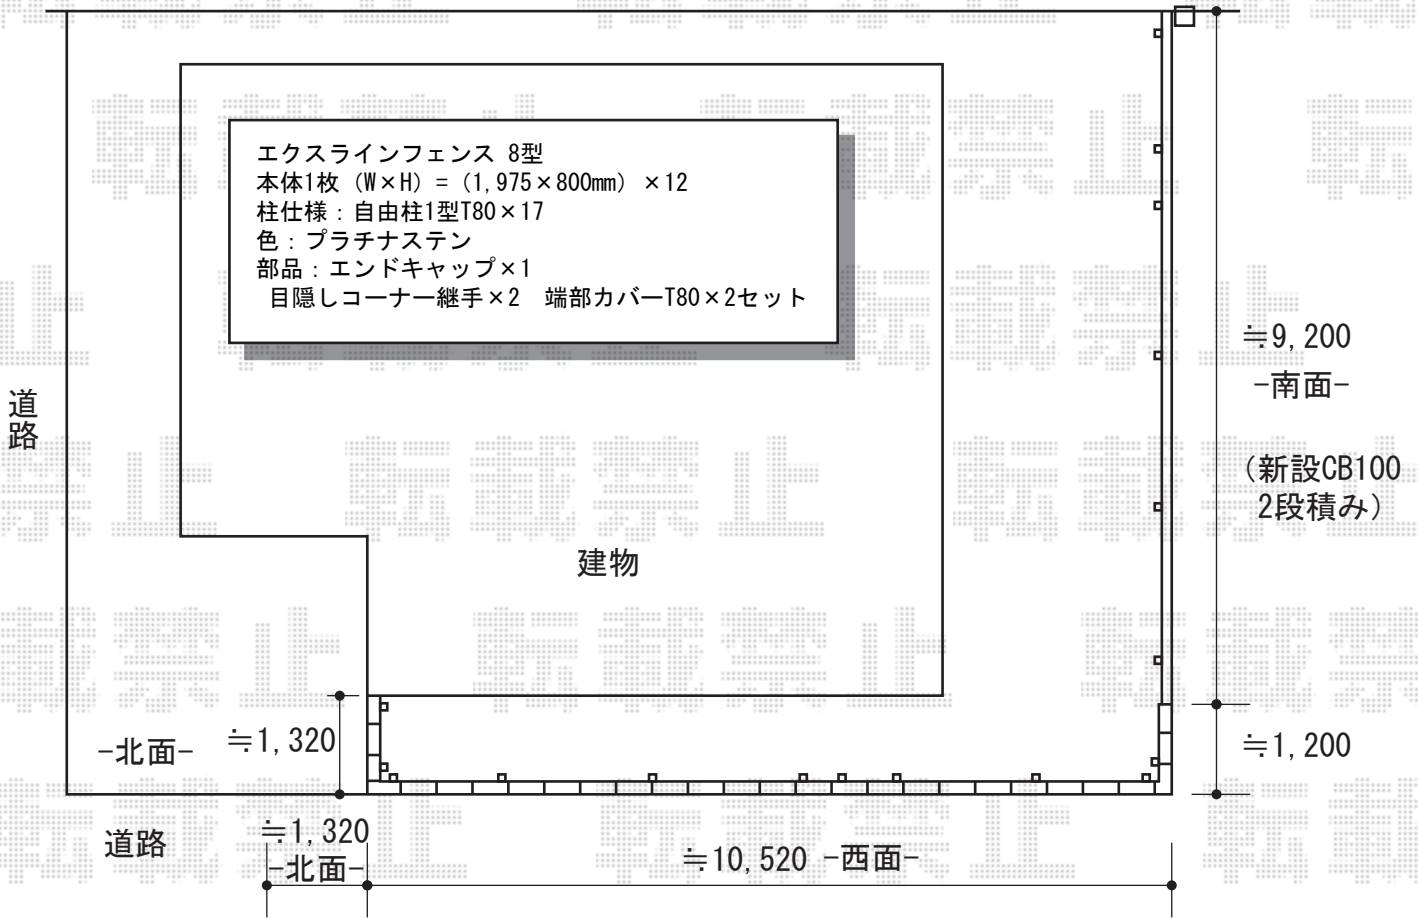 エクスラインフェンス 8型
本体1枚（W×H）=（1,975×800mm）×12
柱仕様：自由柱1型T80×17
色：プラチナステン
部品：エンドキャップ×1
目隠しコーナー継手×2　端部カバーT80×2セット
≒9,200
-南面-
（新設CB100
2段積み）
道路
建物
-北面-
≒1,320
≒1,200
道路
≒1,320
-北面-
≒10,520 -西面-
転載禁止